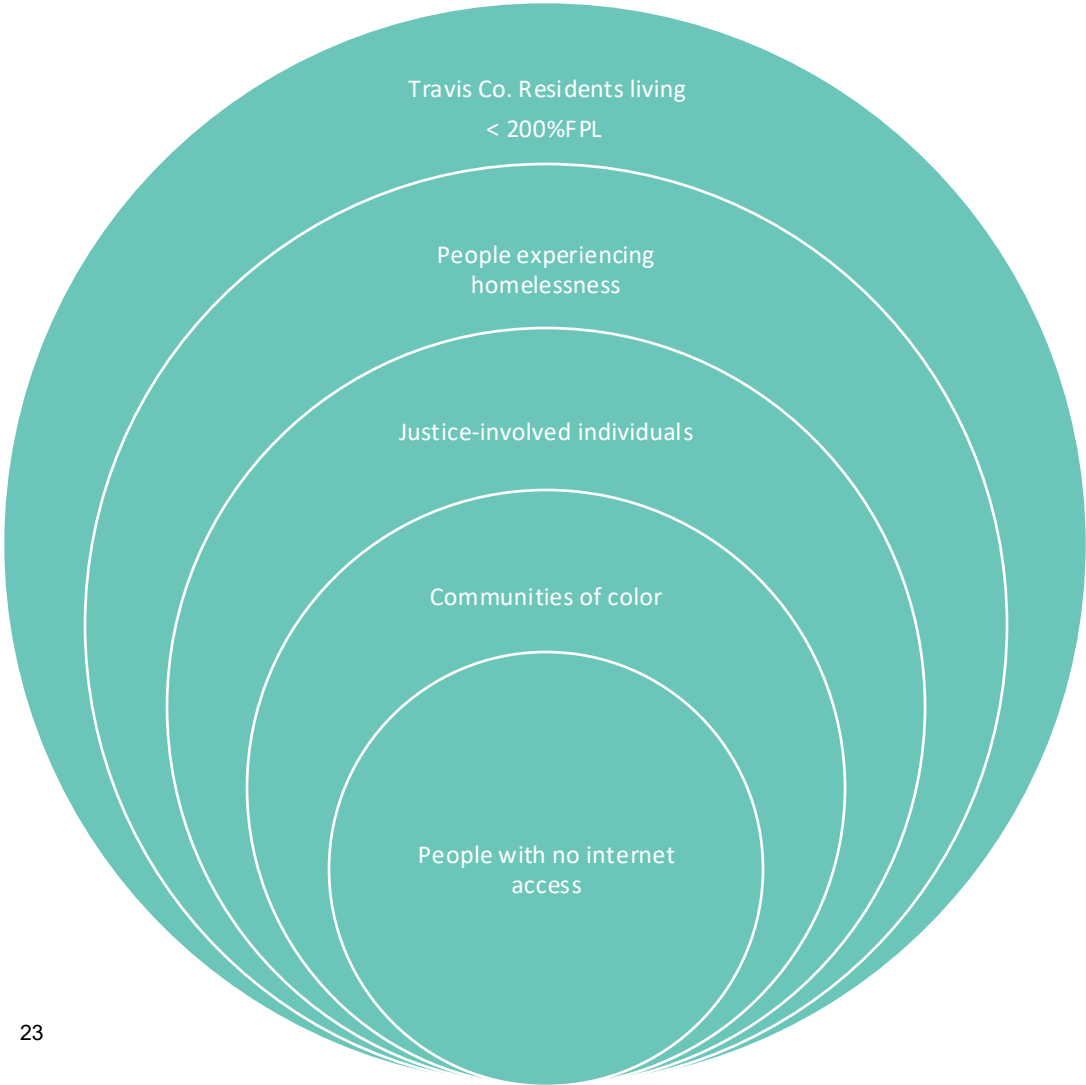 Travis Co. Residents living
< 200%FPL
People experiencing
homelessness
Justice-involved individuals
Communities of color
People with no internet
access
23